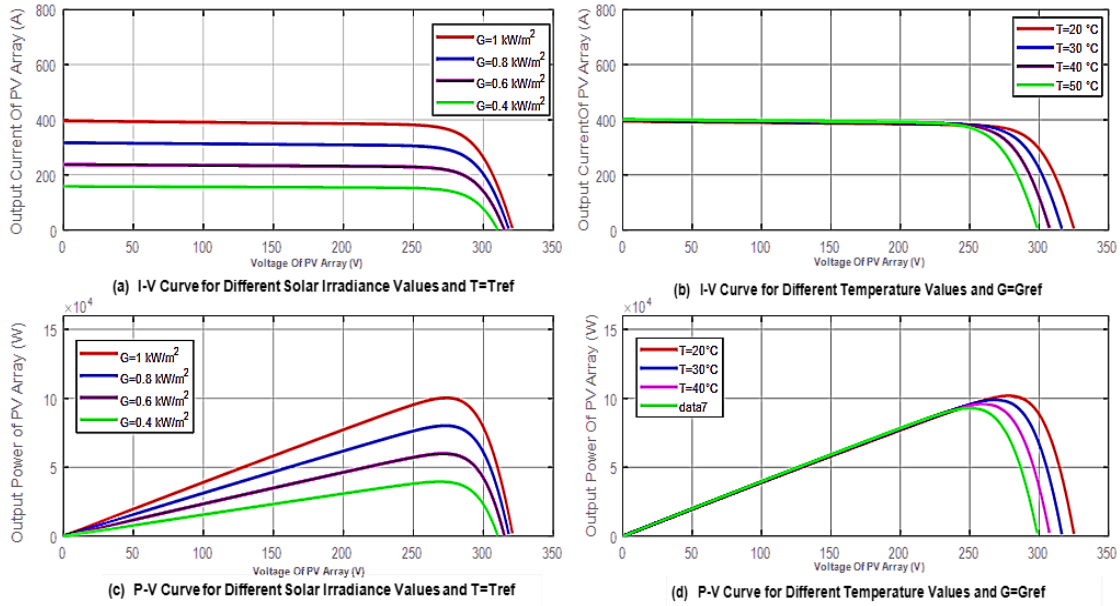 Output Current Of PV Array (A)
800
600
400
200
0
G=1 kW/m²
G=0.8 kW/m²
G=0.6 kW/m²
G=0.4 kW/m²
0 50 100 150 200 250 300 350
Voltage Of PV Array (V)
(a) I-V Curve for Different Solar Irradiance Values and T=Tref
Output CurrentOf PV Array (A)
800
600
400
200
0
T=20 °C
T=30 °C
T=40 °C
T=50 °C
0 50 100 150 200 250 300 350
Voltage Of PV Array (V)
(b) I-V Curve for Different Temperature Values and G=Gref
Output Power of PV Array (W)
×10⁴
15
10
5
0
G=1 kW/m²
G=0.8 kW/m²
G=0.6 kW/m²
G=0.4 kW/m²
0 50 100 150 200 250 300 350
Voltage Of PV Array (V)
(c) P-V Curve for Different Solar Irradiance Values and T=Tref
Output Power of PV Array (W)
×10⁴
15
10
5
0
T=20°C
T=30°C
T=40°C
data7
0 50 100 150 200 250 300 350
Voltage Of PV Array (V)
(d) P-V Curve for Different Temperature Values and G=Gref